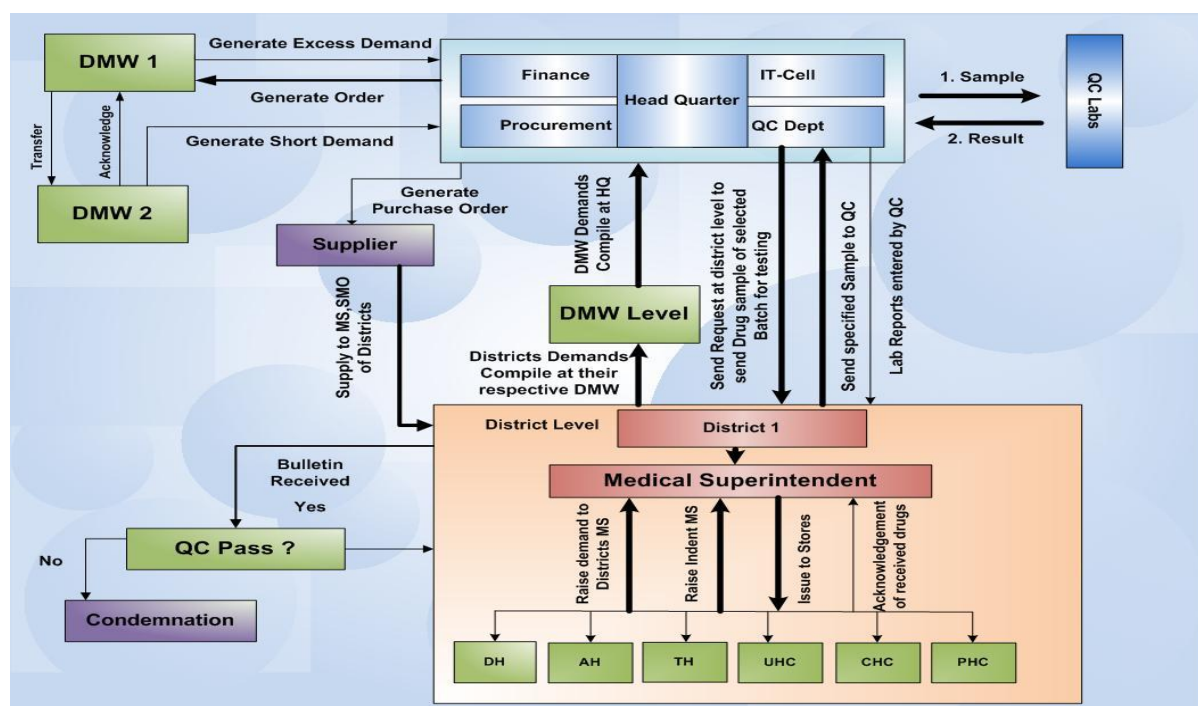 DMW 1
Generate Excess Demand
Generate Order
Transfer
Acknowledge
Generate Short Demand
DMW 2
Finance
IT-Cell
Head Quarter
Procurement
QC Dept
1. Sample
2. Result
QC Labs
Generate
Purchase Order
Supplier
Supply to MS,SMO
of Districts
DMW Demands
Compile at HQ
DMW Level
Districts Demands
Compile at their
respective DMW
Send Request at district level to
send Drug sample of selected
Batch for testing
Send specified Sample to QC
Lab Reports entered by QC
District Level
District 1
Medical Superintendent
Bulletin
Received
Yes
QC Pass ?
No
Condemnation
Raise demand to
Districts MS
Raise Indent MS
Issue to Stores
Acknowledgement
of received drugs
DH
AH
TH
UHC
CHC
PHC